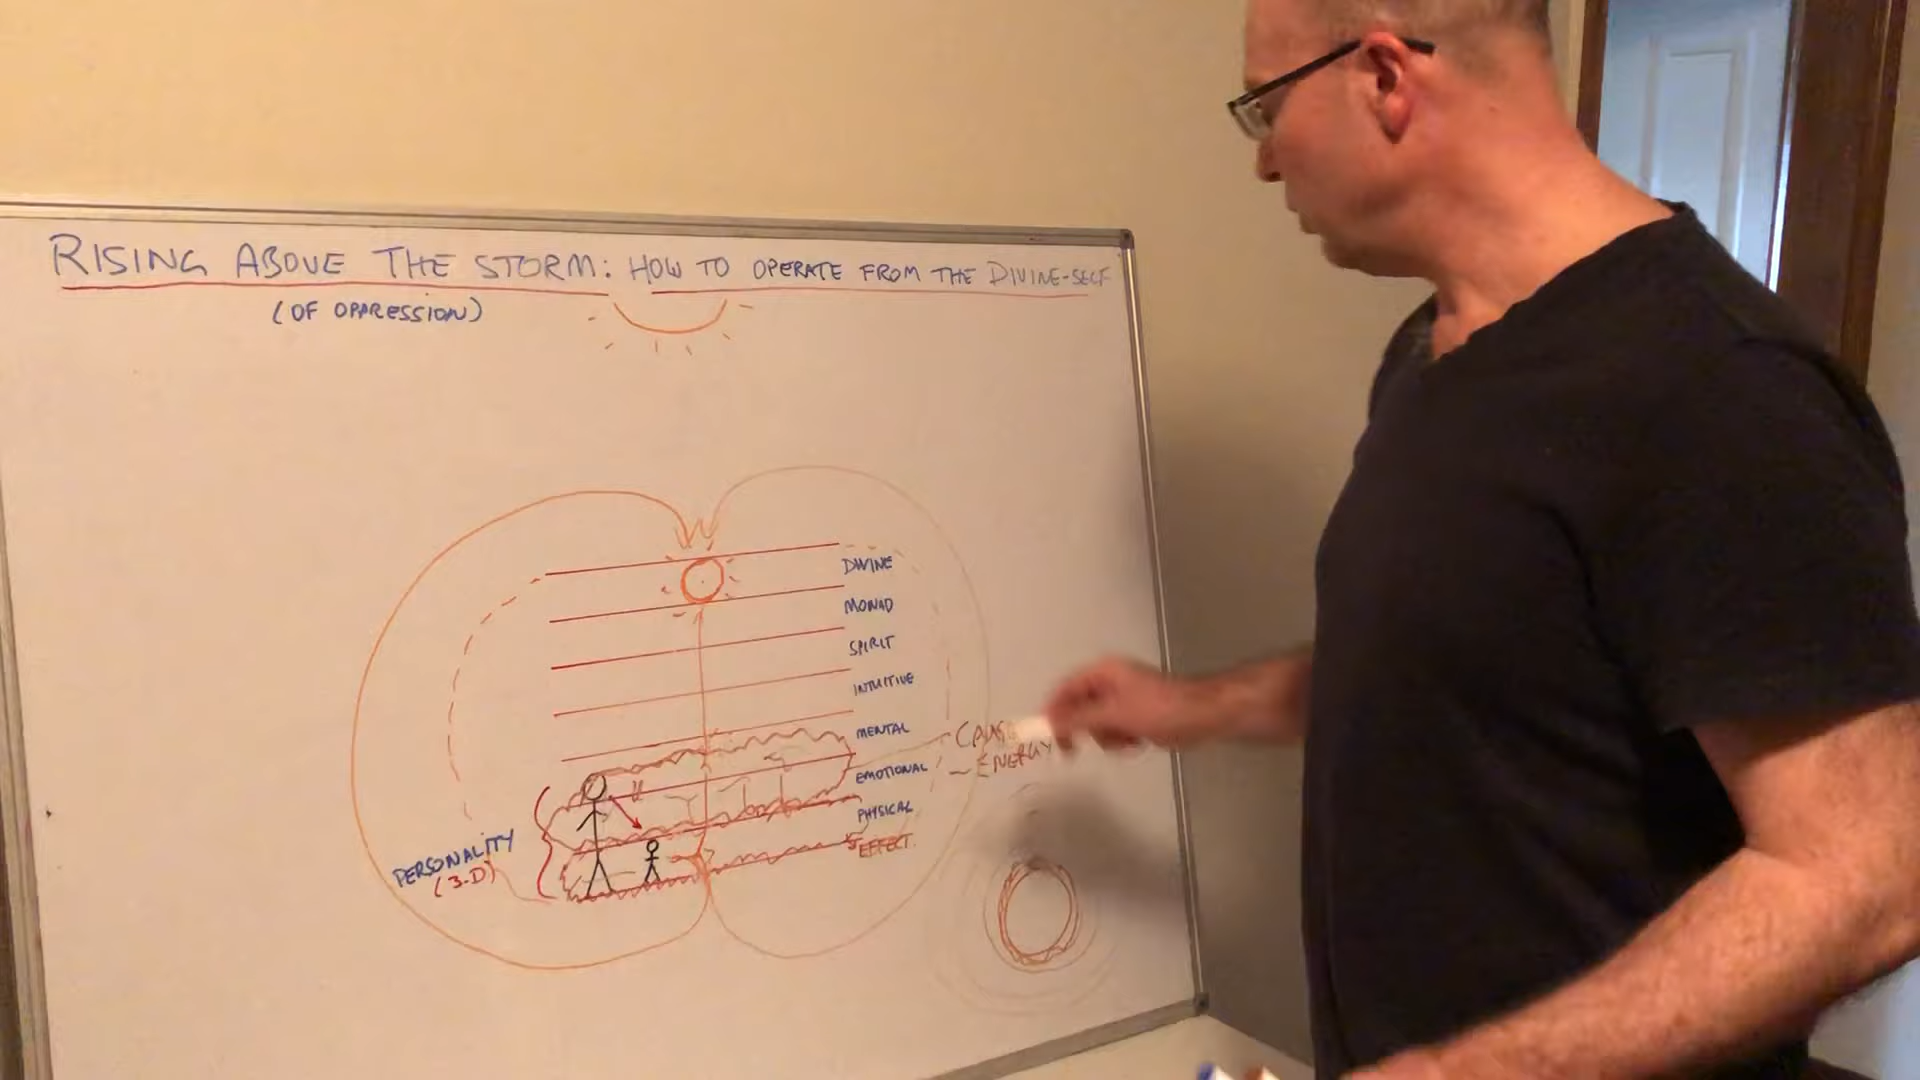 RISING ABOVE THE STORM: HOW TO OPERATE FROM THE DIVINE-SELF
(OF OPPRESSION)
DIVINE
MONAD
SPIRIT
INTUITIVE
MENTAL
EMOTIONAL
PHYSICAL
EFFECT.
ENERGY
PERSONALITY
(3-D)